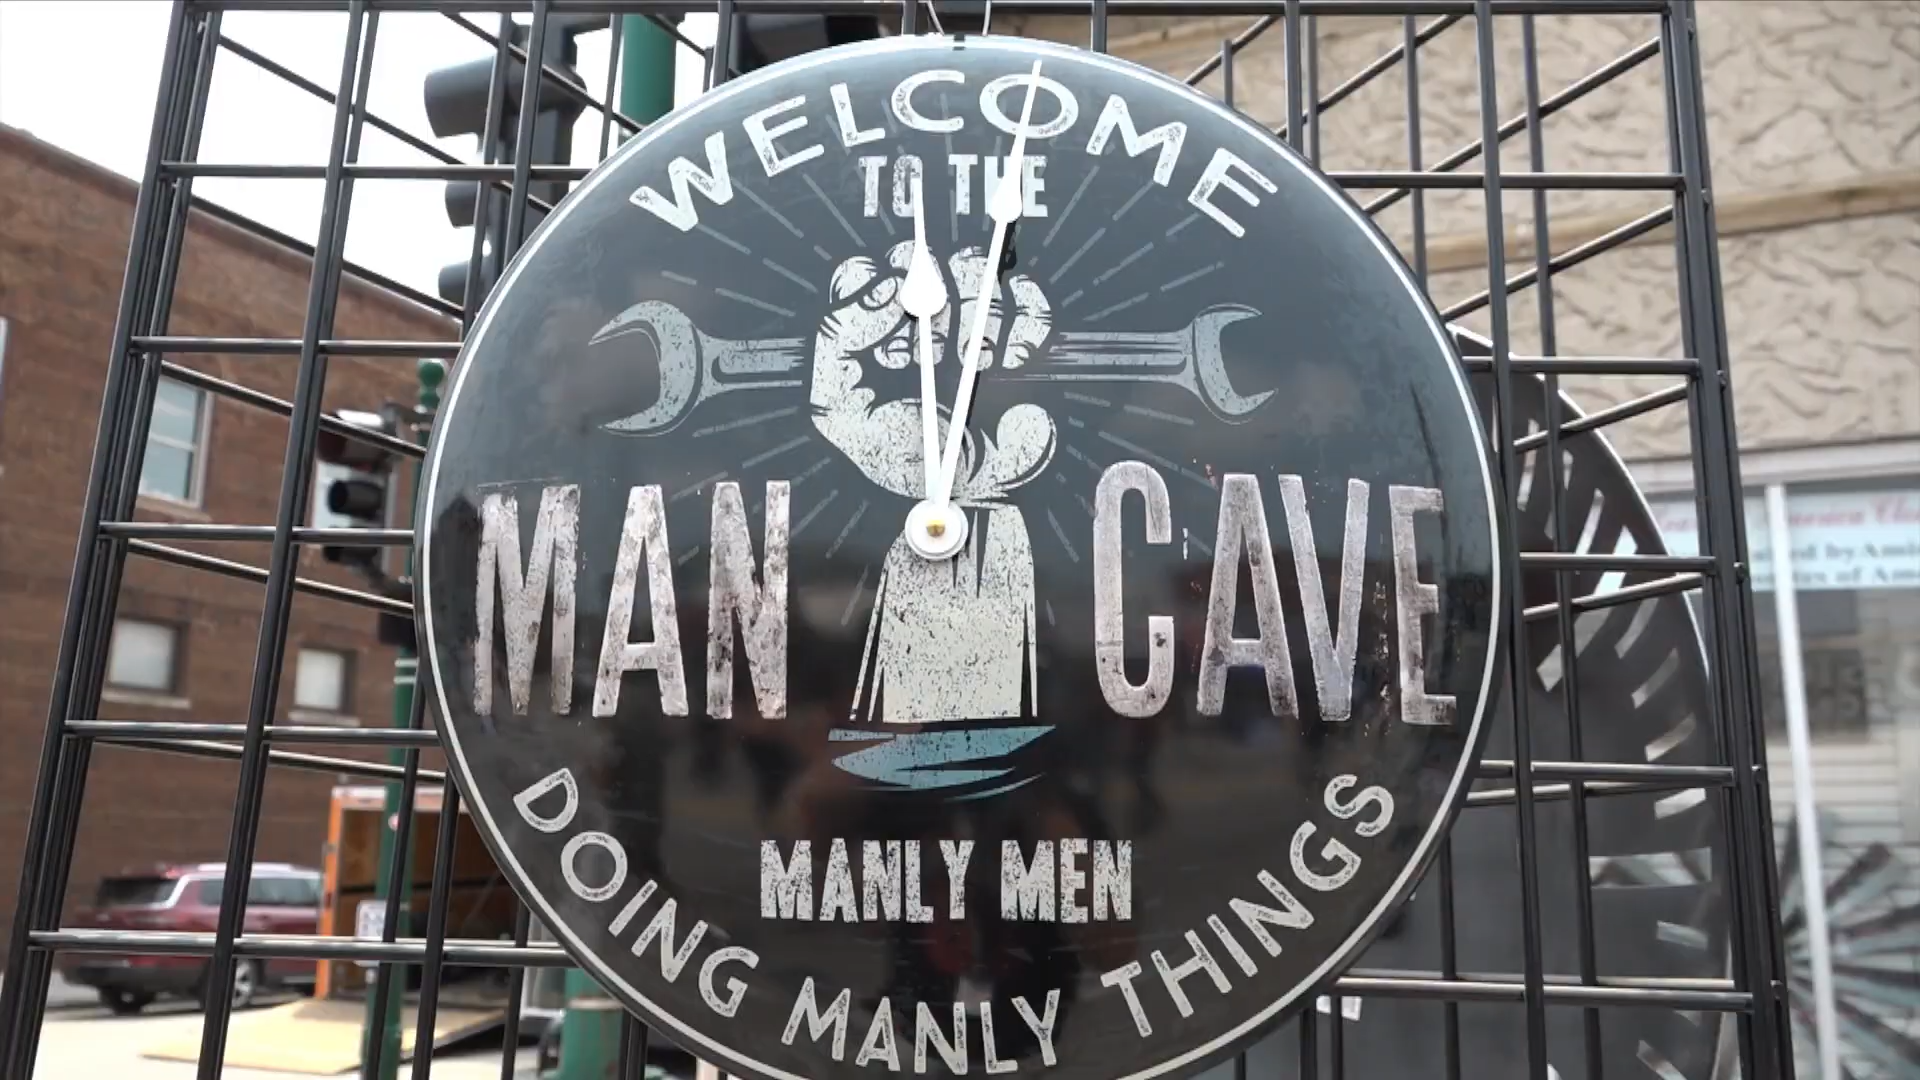 WELCOME
TO THE
MAN CAVE
MANLY MEN
DOING MANLY THINGS